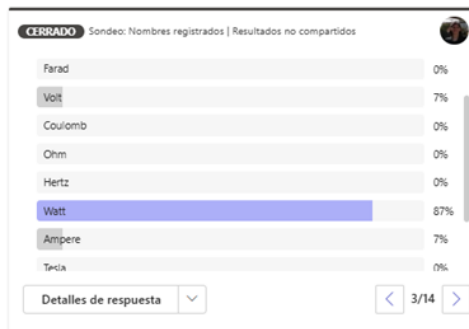 CERRADO Sondeo: Nombres registrados | Resultados no compartidos
Farad 0%
Volt 7%
Coulomb 0%
Ohm 0%
Hertz 0%
Watt 87%
Ampere 7%
Tesla 0%
Detalles de respuesta 3/14